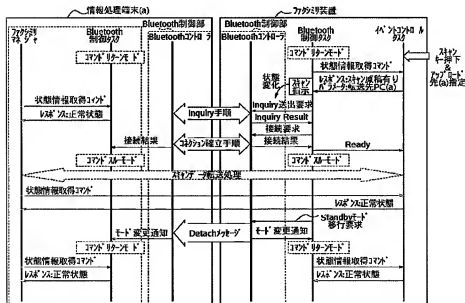 情報処理端末(a)
ファクシミリ装置
Bluetooth制御部
Bluetooth制御部
ファクシミリ
マネージャ
Bluetooth
制御タスク
Bluetoothコントローラ
Bluetoothコントローラ
Bluetooth
制御タスク
イベントコントロール
タスク
コマンドリターンモード
コマンドリターンモード
スキャン
キー押下
&
アップロード
先(a)指定
状態情報取得コマンド
レスポンス:スキャン原稿有り
パラメータ:転送先PC(a)
状態
変化
スキャン
指示
状態情報取得コマンド
レスポンス:正常状態
Inquiry手順
Inquiry送出要求
Inquiry Result
接続要求
接続結果
コネクション確立手順
接続結果
Ready
コマンドスルーモード
コマンドスルーモード
スキャンデータ転送処理
状態情報取得コマンド
レスポンス:正常状態
Standbyモード
移行要求
モード変更通知
Detachメッセージ
モード変更通知
コマンドリターンモード
コマンドリターンモード
状態情報取得コマンド
状態情報取得コマンド
レスポンス:正常状態
レスポンス:正常状態